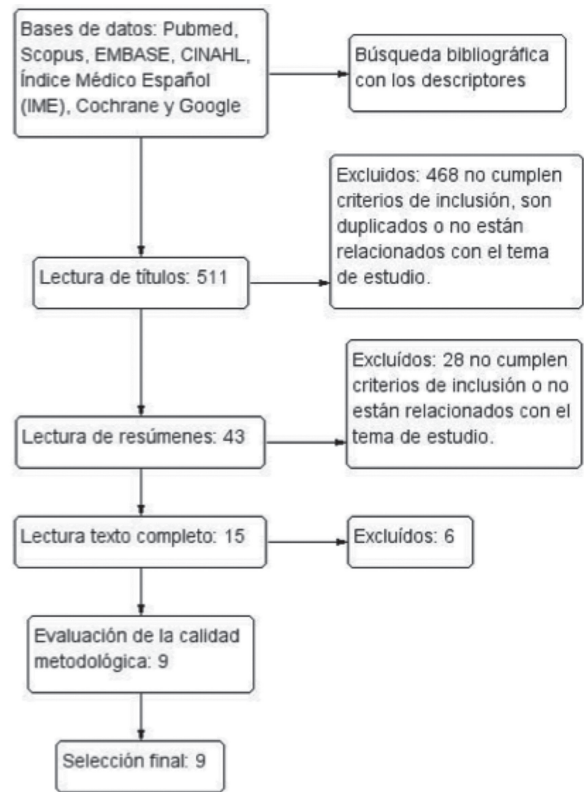 Bases de datos: Pubmed,
Scopus, EMBASE, CINAHL,
Índice Médico Español
(IME), Cochrane y Google
Búsqueda bibliográfica
con los descriptores
Excluidos: 468 no cumplen
criterios de inclusión, son
duplicados o no están
relacionados con el tema
de estudio.
Lectura de títulos: 511
Excluídos: 28 no cumplen
criterios de inclusión o no
están relacionados con el
tema de estudio.
Lectura de resúmenes: 43
Lectura texto completo: 15
Excluídos: 6
Evaluación de la calidad
metodológica: 9
Selección final: 9